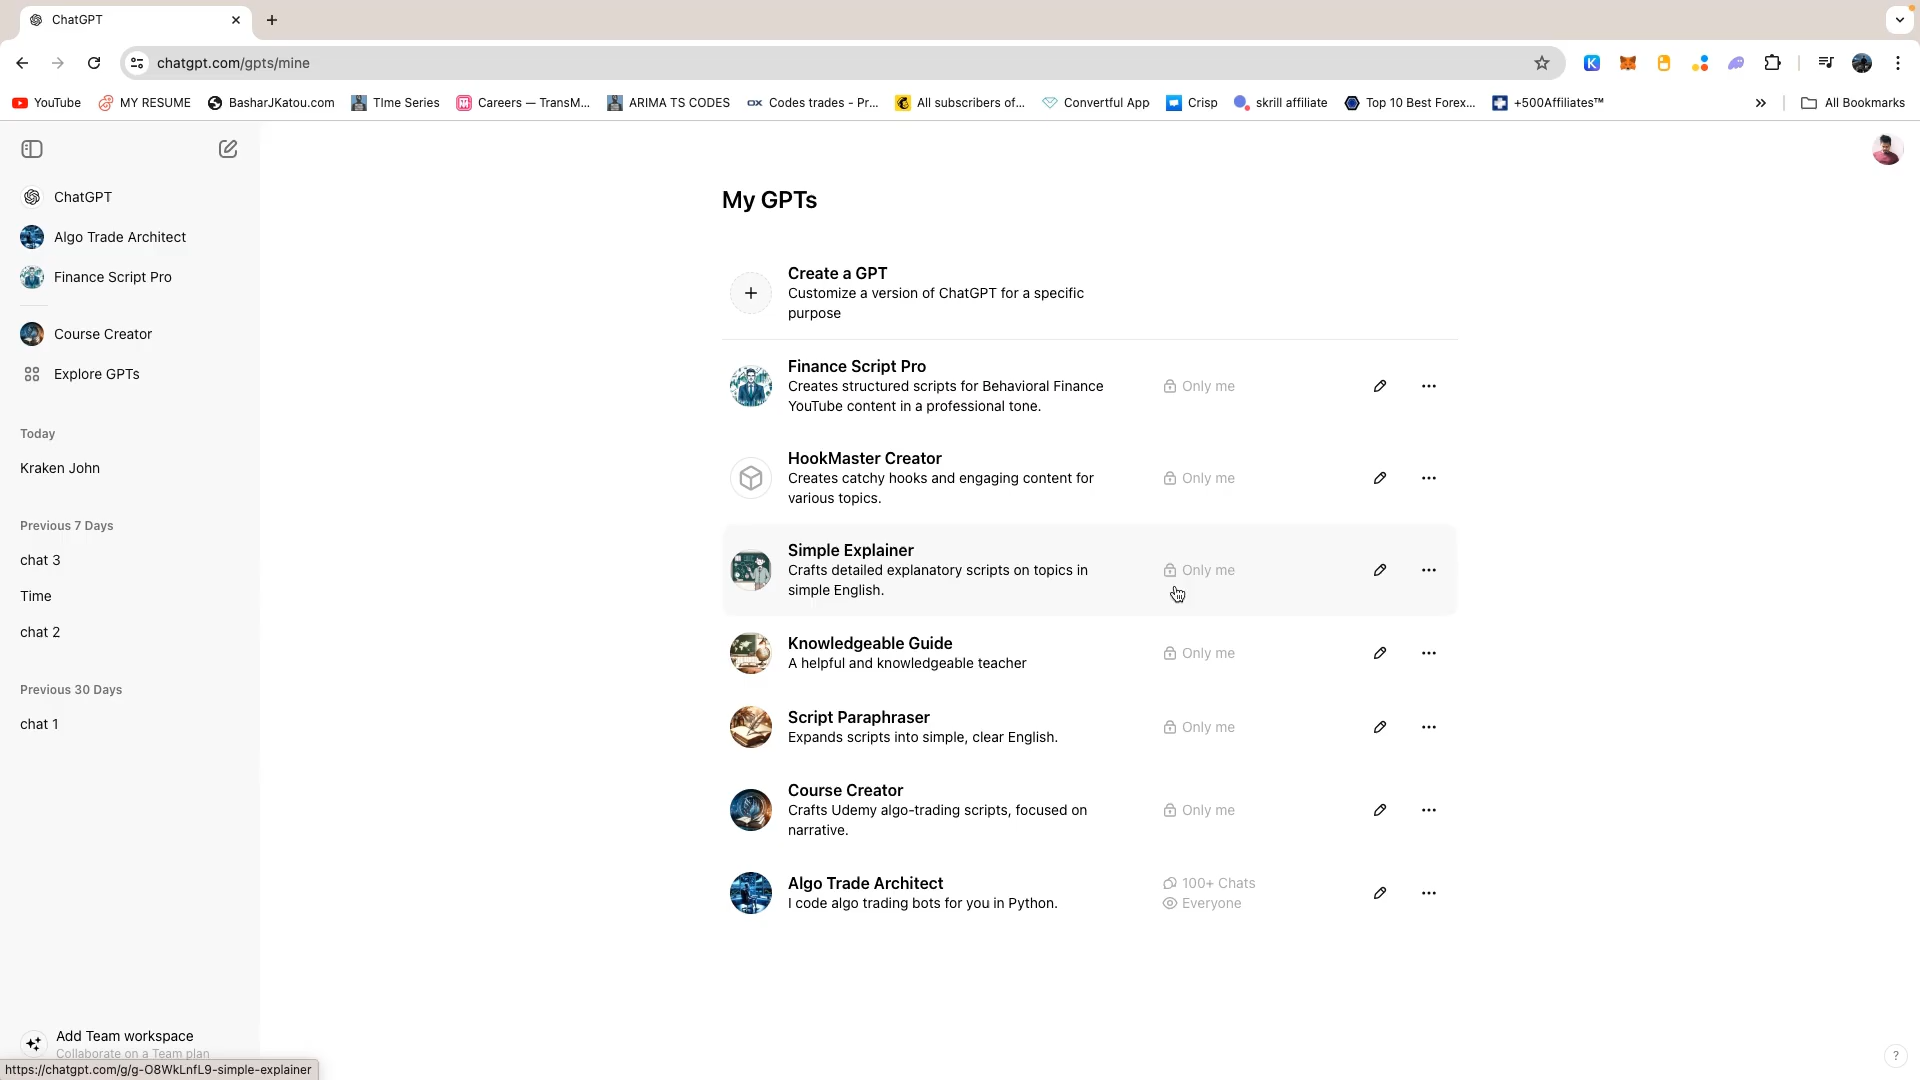 ChatGPT
chatgpt.com/gpts/mine
YouTube
MY RESUME
BasharJKatou.com
TIme Series
Careers — TransM...
ARIMA TS CODES
Codes trades - Pr...
All subscribers of...
Convertful App
Crisp
skrill affiliate
Top 10 Best Forex...
+500Affiliates™
All Bookmarks
ChatGPT
Algo Trade Architect
Finance Script Pro
Course Creator
Explore GPTs
Today
Kraken John
Previous 7 Days
chat 3
Time
chat 2
Previous 30 Days
chat 1
Add Team workspace
Collaborate on a Team plan
https://chatgpt.com/g/g-O8WkLnfL9-simple-explainer
My GPTs
Create a GPT
Customize a version of ChatGPT for a specific
purpose
Finance Script Pro
Creates structured scripts for Behavioral Finance
YouTube content in a professional tone.
Only me
HookMaster Creator
Creates catchy hooks and engaging content for
various topics.
Only me
Simple Explainer
Crafts detailed explanatory scripts on topics in
simple English.
Only me
Knowledgeable Guide
A helpful and knowledgeable teacher
Only me
Script Paraphraser
Expands scripts into simple, clear English.
Only me
Course Creator
Crafts Udemy algo-trading scripts, focused on
narrative.
Only me
Algo Trade Architect
I code algo trading bots for you in Python.
100+ Chats
Everyone
?